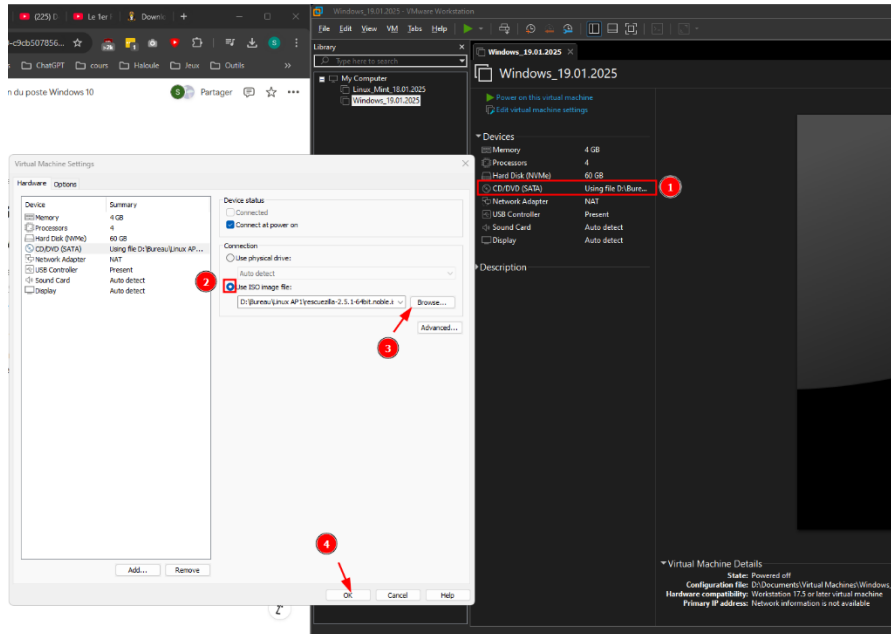 (225) D
Le 1er l
Downl
-c9cb507856...
ChatGPT
cours
Haloule
Jeux
Outils
»
n du poste Windows 10
Partager
Windows_19.01.2025 - VMware Workstation
File Edit View VM Tabs Help
Library
Type here to search
My Computer
Linux_Mint_18.01.2025
Windows_19.01.2025
Windows_19.01.2025
Windows_19.01.2025
Power on this virtual machine
Edit virtual machine settings
Devices
Memory 4 GB
Processors 4
Hard Disk (NVMe) 60 GB
CD/DVD (SATA) Using file D:\Bure...
1
Network Adapter NAT
USB Controller Present
Sound Card Auto detect
Display Auto detect
Description
Virtual Machine Settings
Hardware Options
Device Summary
Memory 4 GB
Processors 4
Hard Disk (NVMe) 60 GB
CD/DVD (SATA) Using file D:\Bureau\Linux AP...
Network Adapter NAT
USB Controller Present
Sound Card Auto detect
Display Auto detect
Device status
Connected
Connect at power on
Connection
Use physical drive:
Auto detect
2
Use ISO image file:
D:\Bureau\Linux AP1\rescuezilla-2.5.1-64bit.noble.i
Browse...
3
Advanced...
4
Add... Remove
OK Cancel Help
Virtual Machine Details
State: Powered off
Configuration file: D:\Documents\Virtual Machines\Windows_
Hardware compatibility: Workstation 17.5 or later virtual machine
Primary IP address: Network information is not available